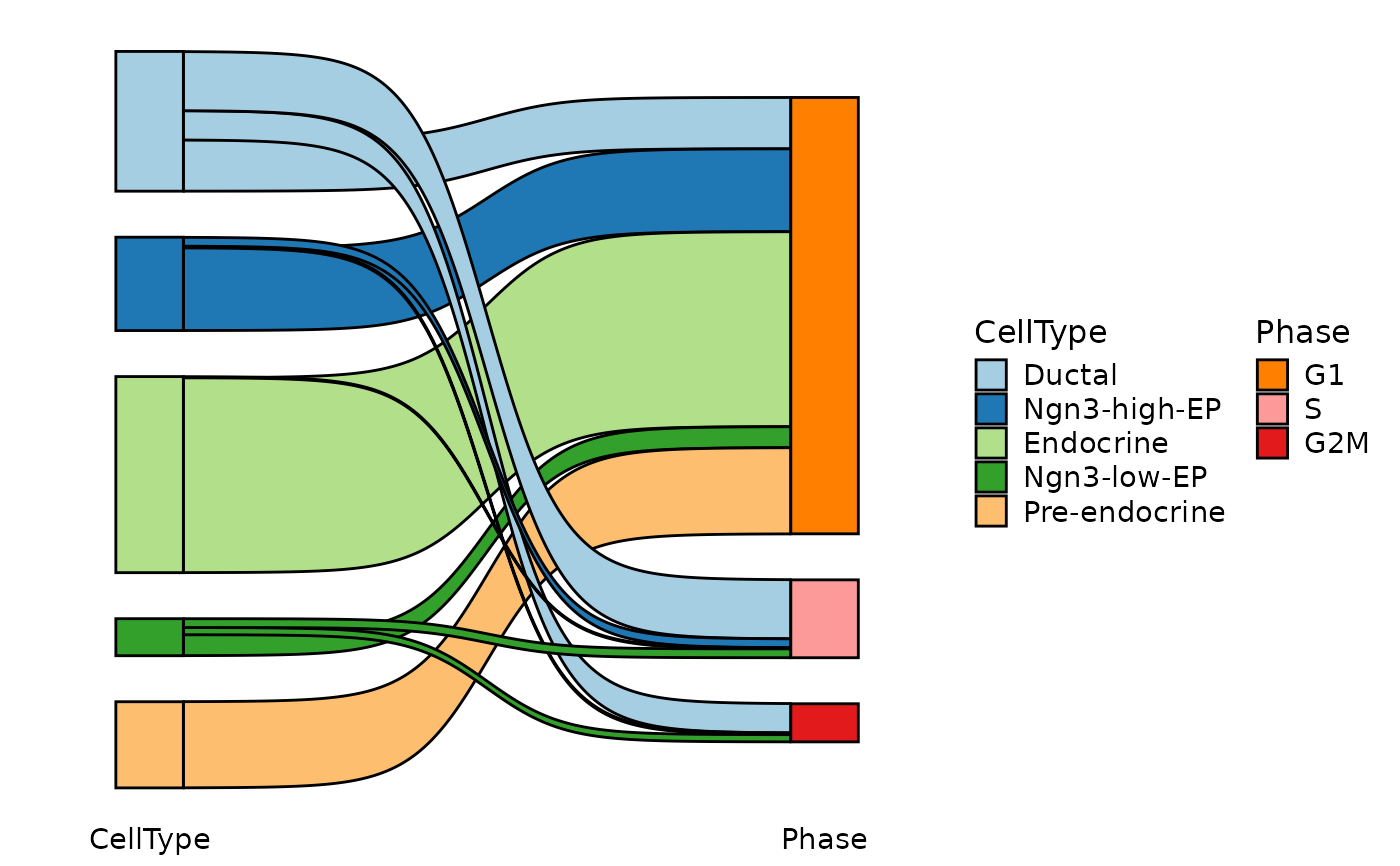 CellType
Ductal
Ngn3-high-EP
Endocrine
Ngn3-low-EP
Pre-endocrine
Phase
G1
S
G2M
CellType
Phase